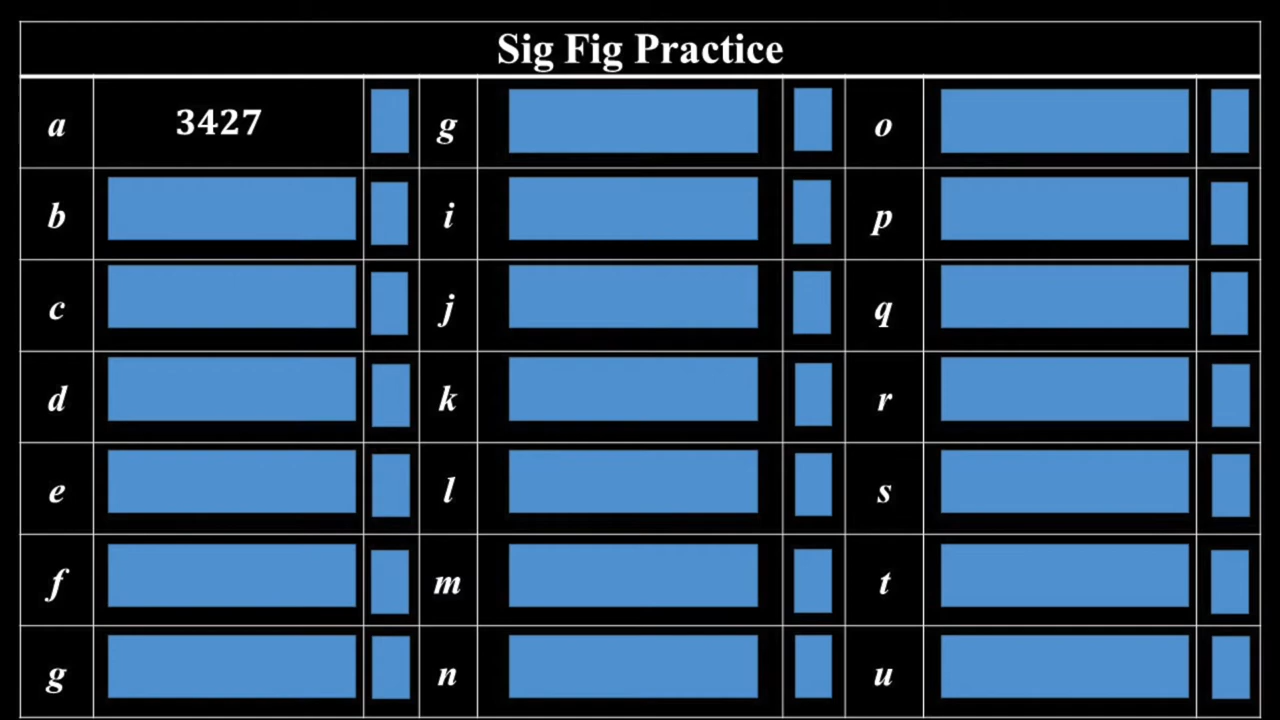 Sig Fig Practice
a 3427 g o
b i p
c j q
d k r
e l s
f m t
g n u